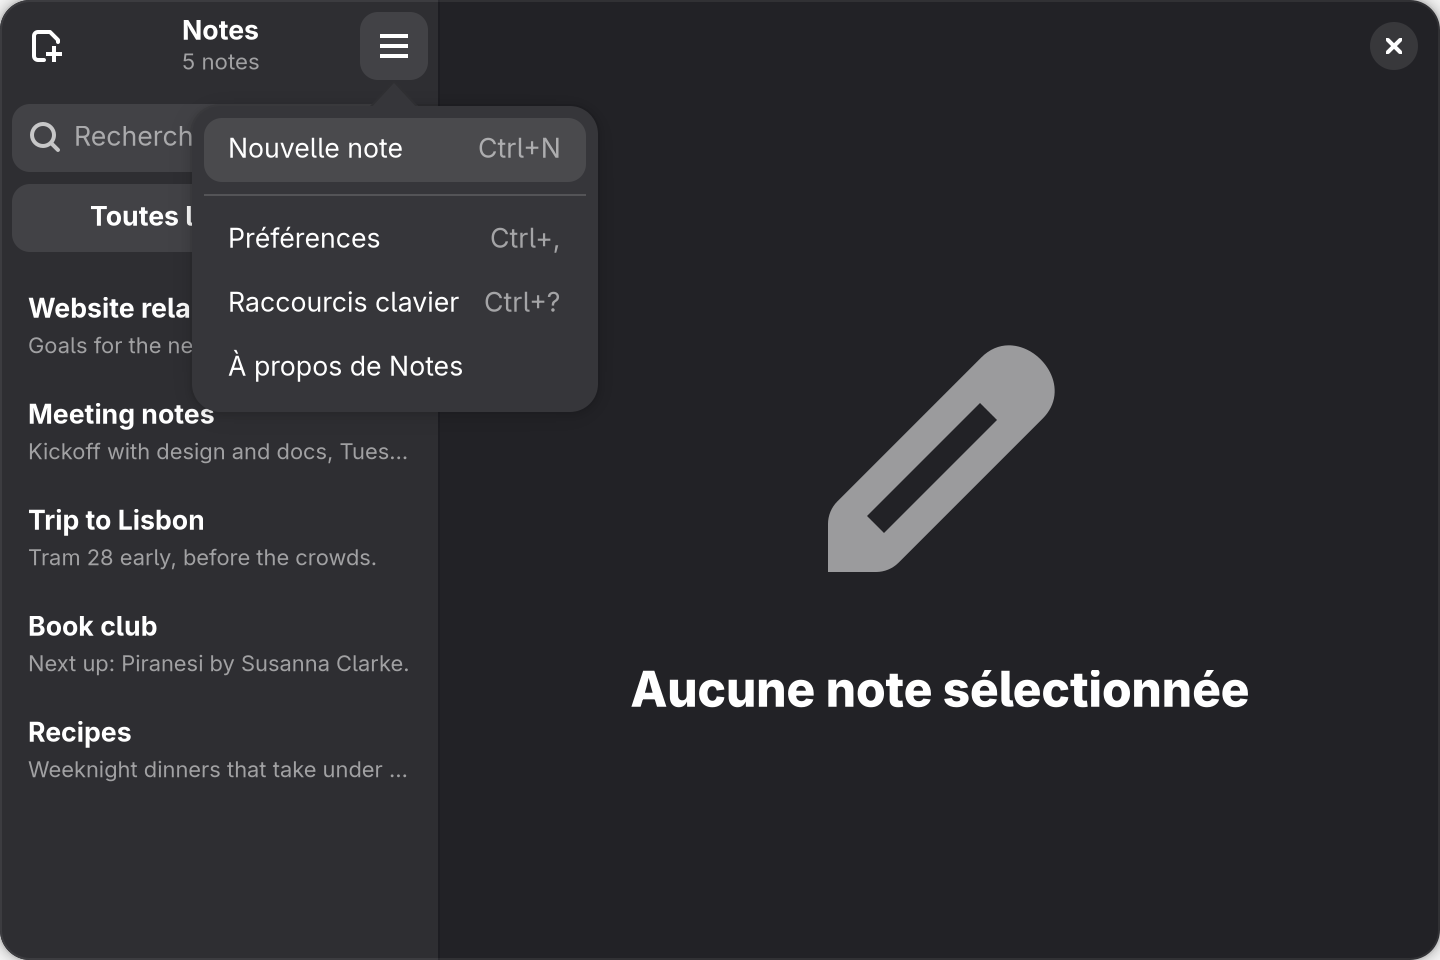 Notes
5 notes
Recherch
Toutes l
Nouvelle note Ctrl+N
Préférences Ctrl+,
Raccourcis clavier Ctrl+?
À propos de Notes
Website rela
Goals for the ne
Meeting notes
Kickoff with design and docs, Tues...
Trip to Lisbon
Tram 28 early, before the crowds.
Book club
Next up: Piranesi by Susanna Clarke.
Recipes
Weeknight dinners that take under ...
Aucune note sélectionnée